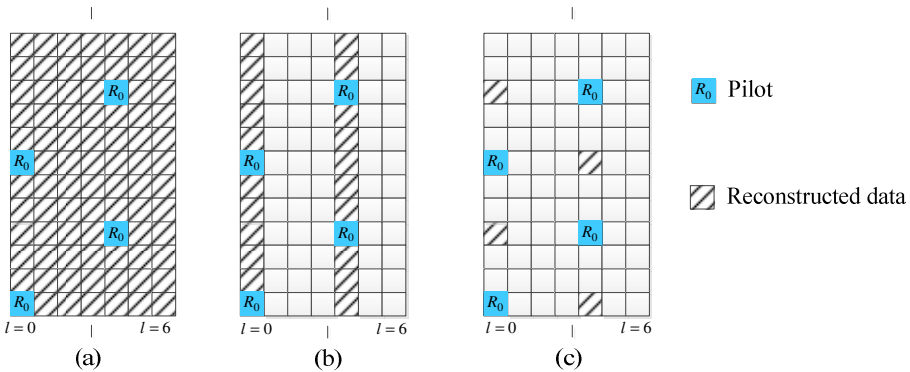 R0
R0
R0
R0
l = 0
l = 6
(a)
R0
R0
R0
R0
l = 0
l = 6
(b)
R0
R0
R0
R0
l = 0
l = 6
(c)
R0 Pilot
Reconstructed data